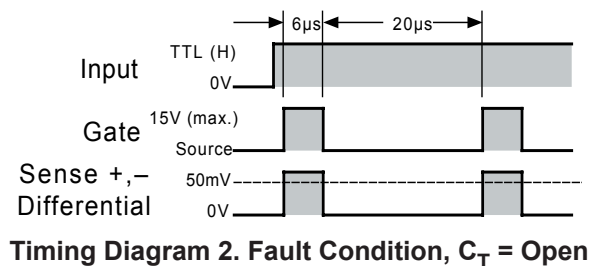 6µs 20µs
Input TTL (H)
0V
Gate 15V (max.)
Source
Sense +,– 50mV
Differential 0V
Timing Diagram 2. Fault Condition, CT = Open